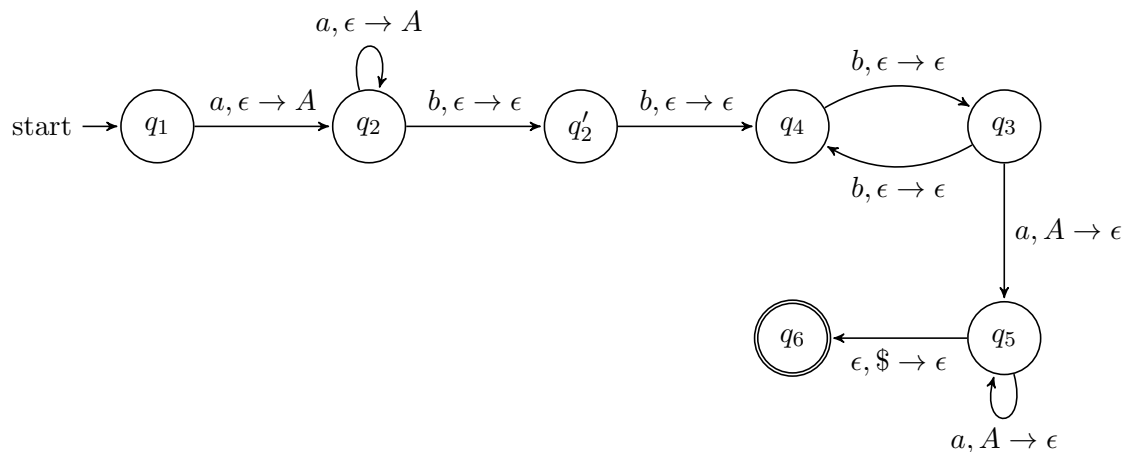 a, ϵ → A
b, ϵ → ϵ
a, ϵ → A
b, ϵ → ϵ
b, ϵ → ϵ
start
q₁
q₂
q₂′
q₄
q₃
b, ϵ → ϵ
a, A → ϵ
q₆
q₅
ϵ, $ → ϵ
a, A → ϵ